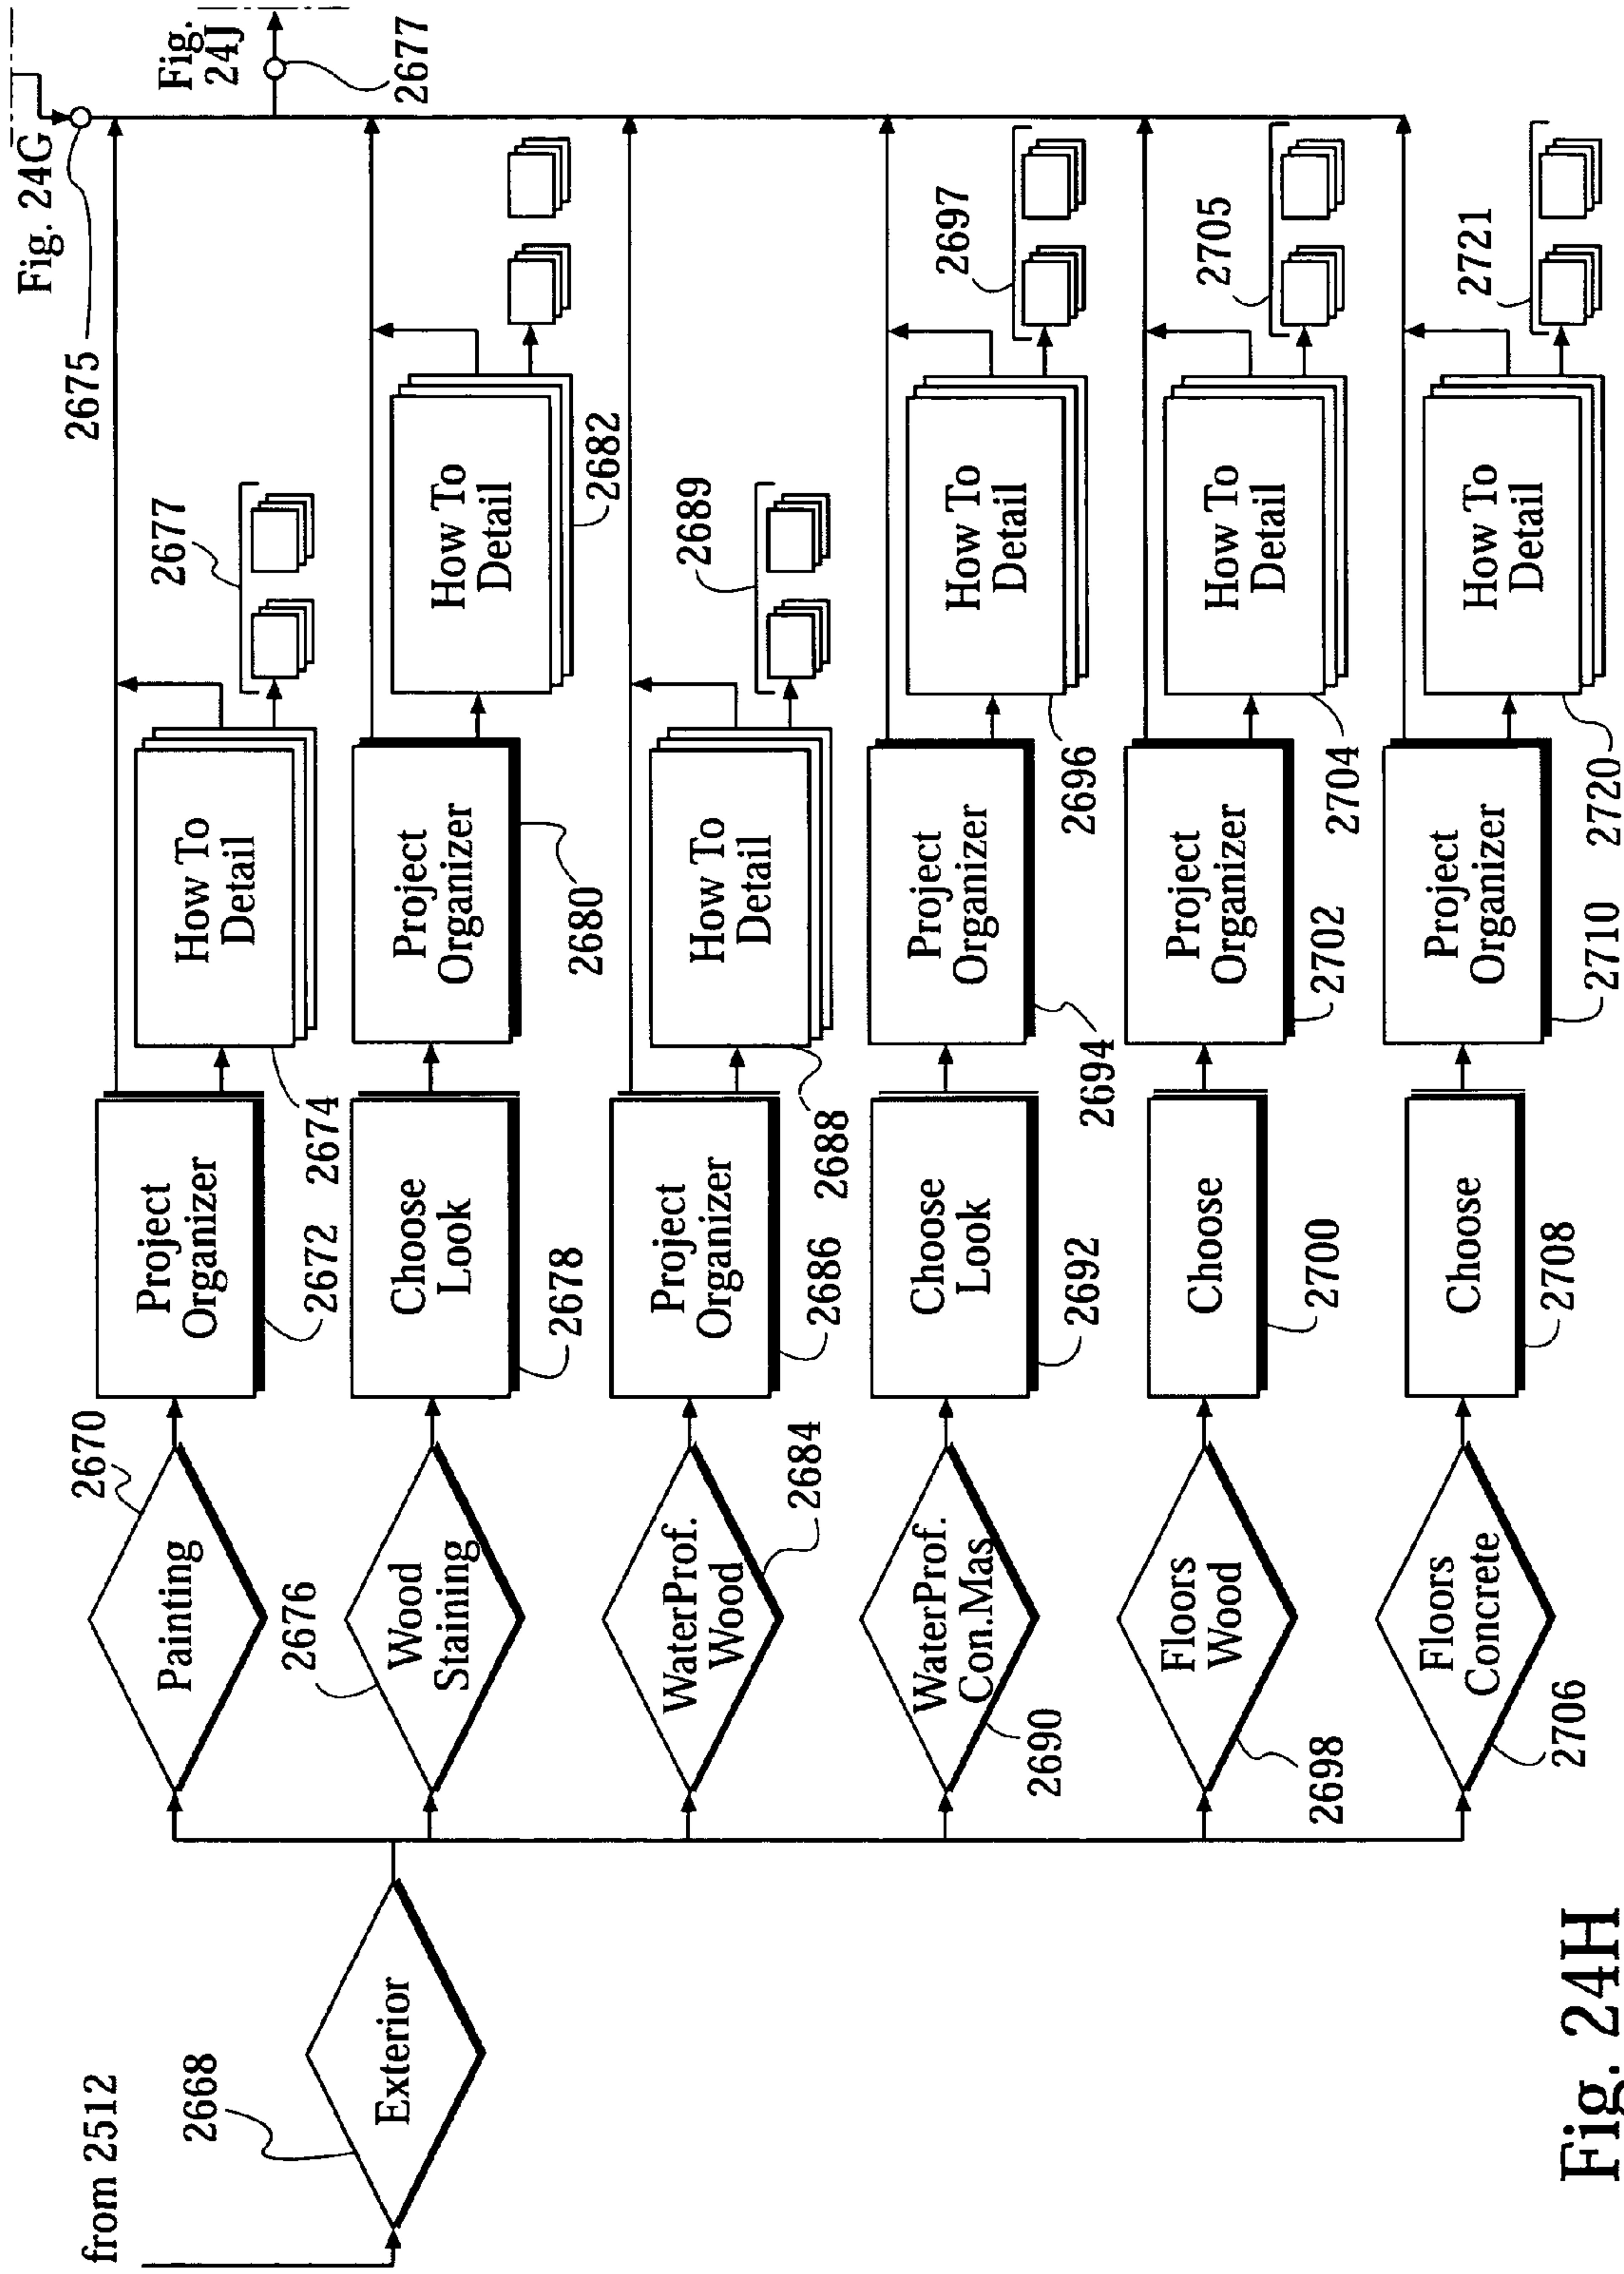 from 2512
2668
Exterior
Fig. 24G
2675
Fig.
24J
2677
2670
Painting
Project
Organizer
2672
How To
Detail
2674
2677
2676
Wood
Staining
Choose
Look
2678
Project
Organizer
2680
How To
Detail
2682
WaterProf.
Wood
2684
Project
Organizer
2686
How To
Detail
2688
2689
WaterProf.
Con.Mas
2690
Choose
Look
2692
Project
Organizer
2694
How To
Detail
2696
2697
Floors
Wood
2698
Choose
2700
Project
Organizer
2702
How To
Detail
2704
2705
Floors
Concrete
2706
Choose
2708
Project
Organizer
2710
How To
Detail
2720
2721
Fig. 24H